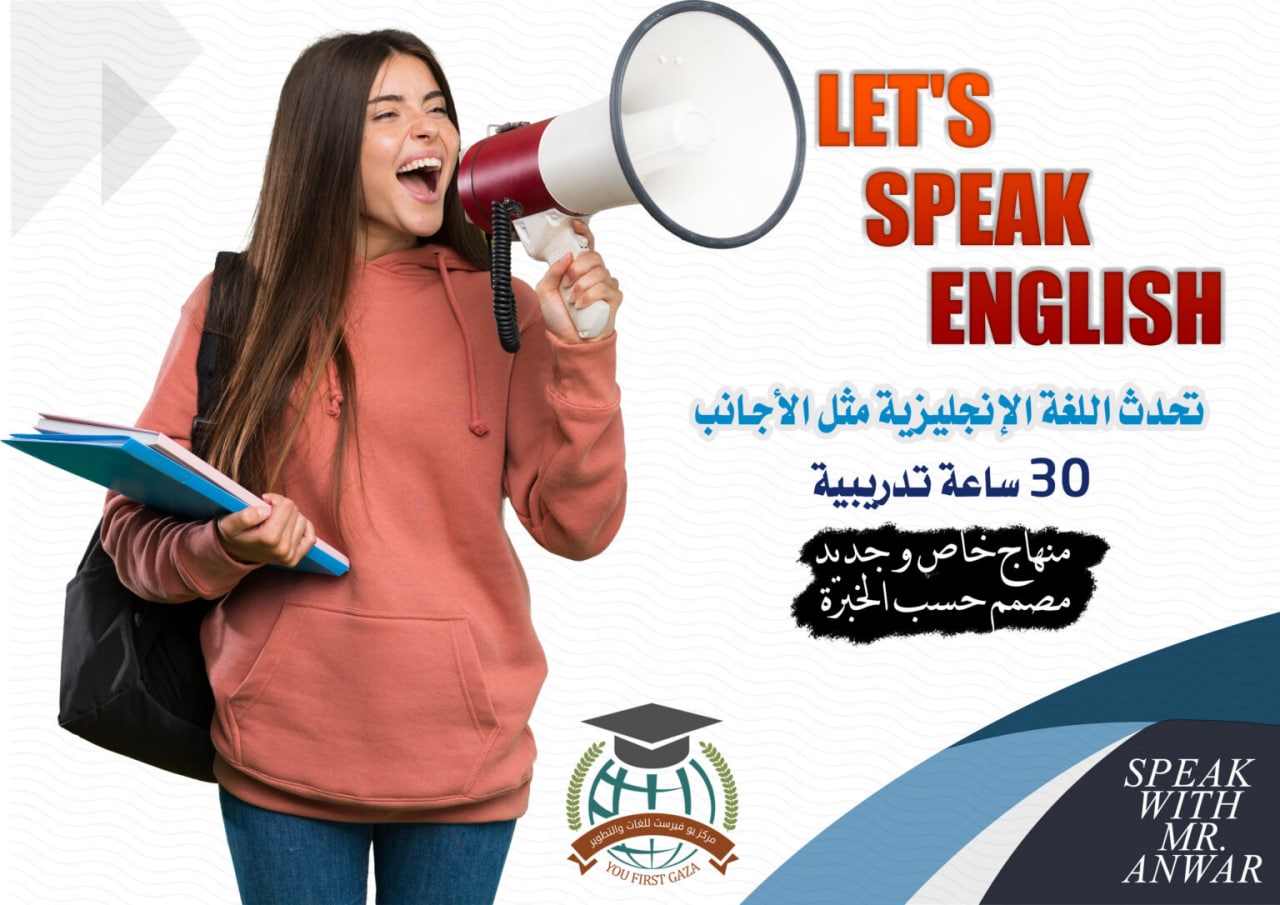 LET'S
SPEAK
ENGLISH
تحدث اللغة الإنجليزية مثل الأجانب
30 ساعة تدريبية
منهاج خاص و جديد
مصمم حسب الخبرة
مركز يو فيرست للغات والتطوير
YOU FIRST GAZA
SPEAK
WITH
MR.
ANWAR